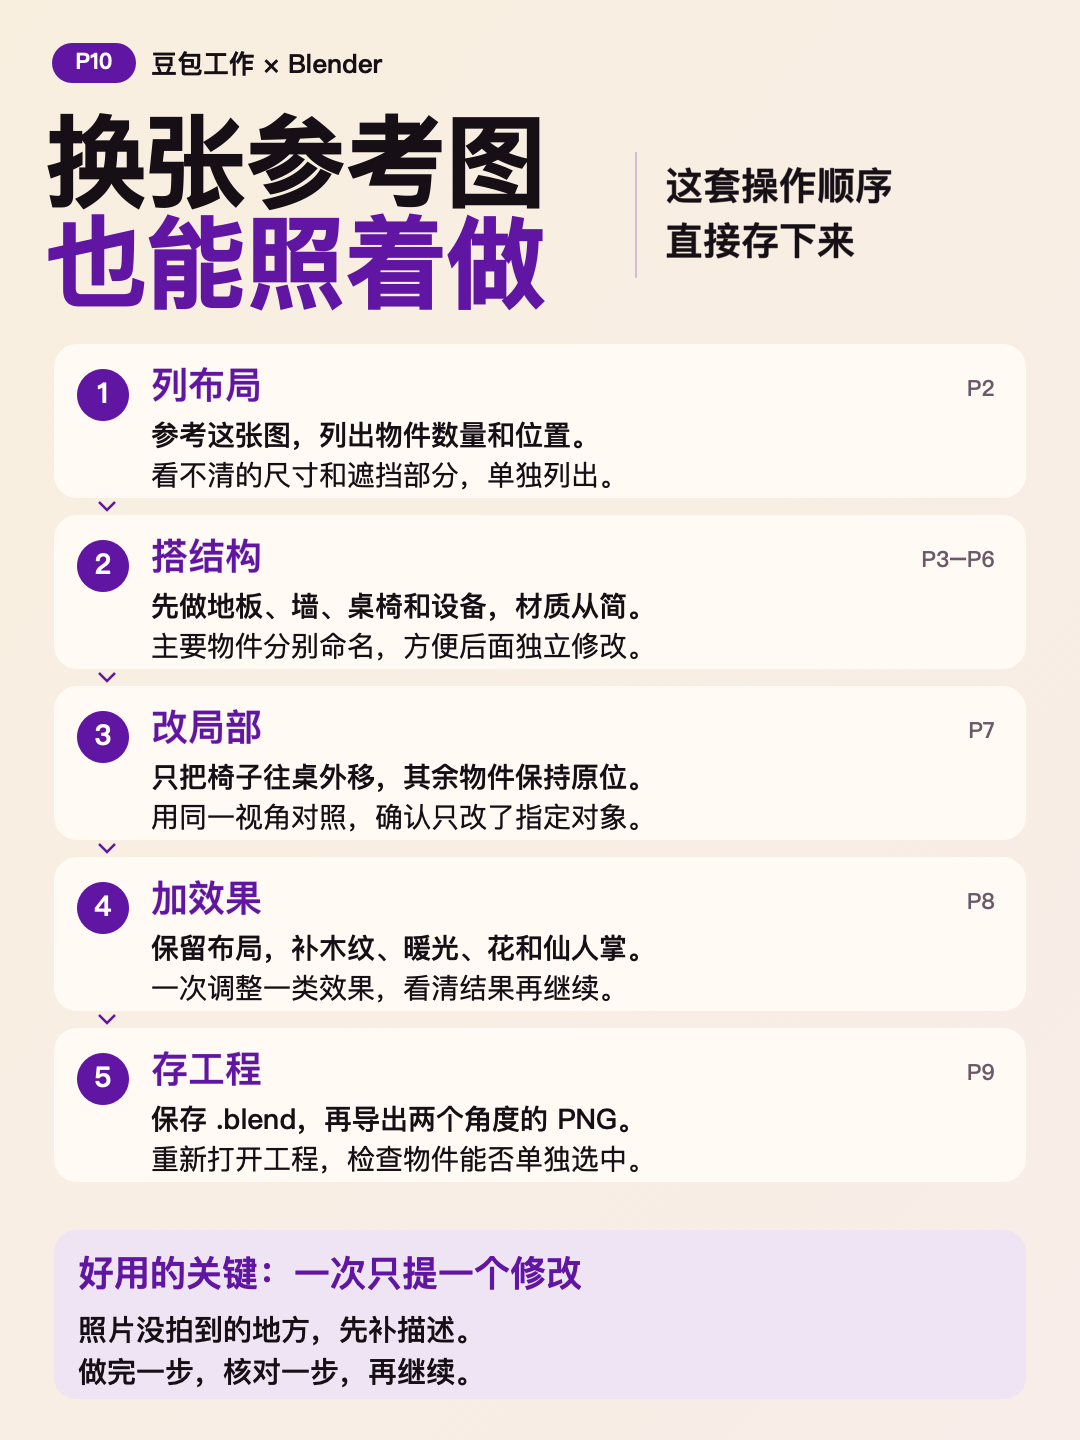 P10 豆包工作 × Blender
换张参考图
也能照着做
这套操作顺序
直接存下来
1 列布局 P2
参考这张图，列出物件数量和位置。
看不清的尺寸和遮挡部分，单独列出。
2 搭结构 P3—P6
先做地板、墙、桌椅和设备，材质从简。
主要物件分别命名，方便后面独立修改。
3 改局部 P7
只把椅子往桌外移，其余物件保持原位。
用同一视角对照，确认只改了指定对象。
4 加效果 P8
保留布局，补木纹、暖光、花和仙人掌。
一次调整一类效果，看清结果再继续。
5 存工程 P9
保存 .blend，再导出两个角度的 PNG。
重新打开工程，检查物件能否单独选中。
好用的关键：一次只提一个修改
照片没拍到的地方，先补描述。
做完一步，核对一步，再继续。